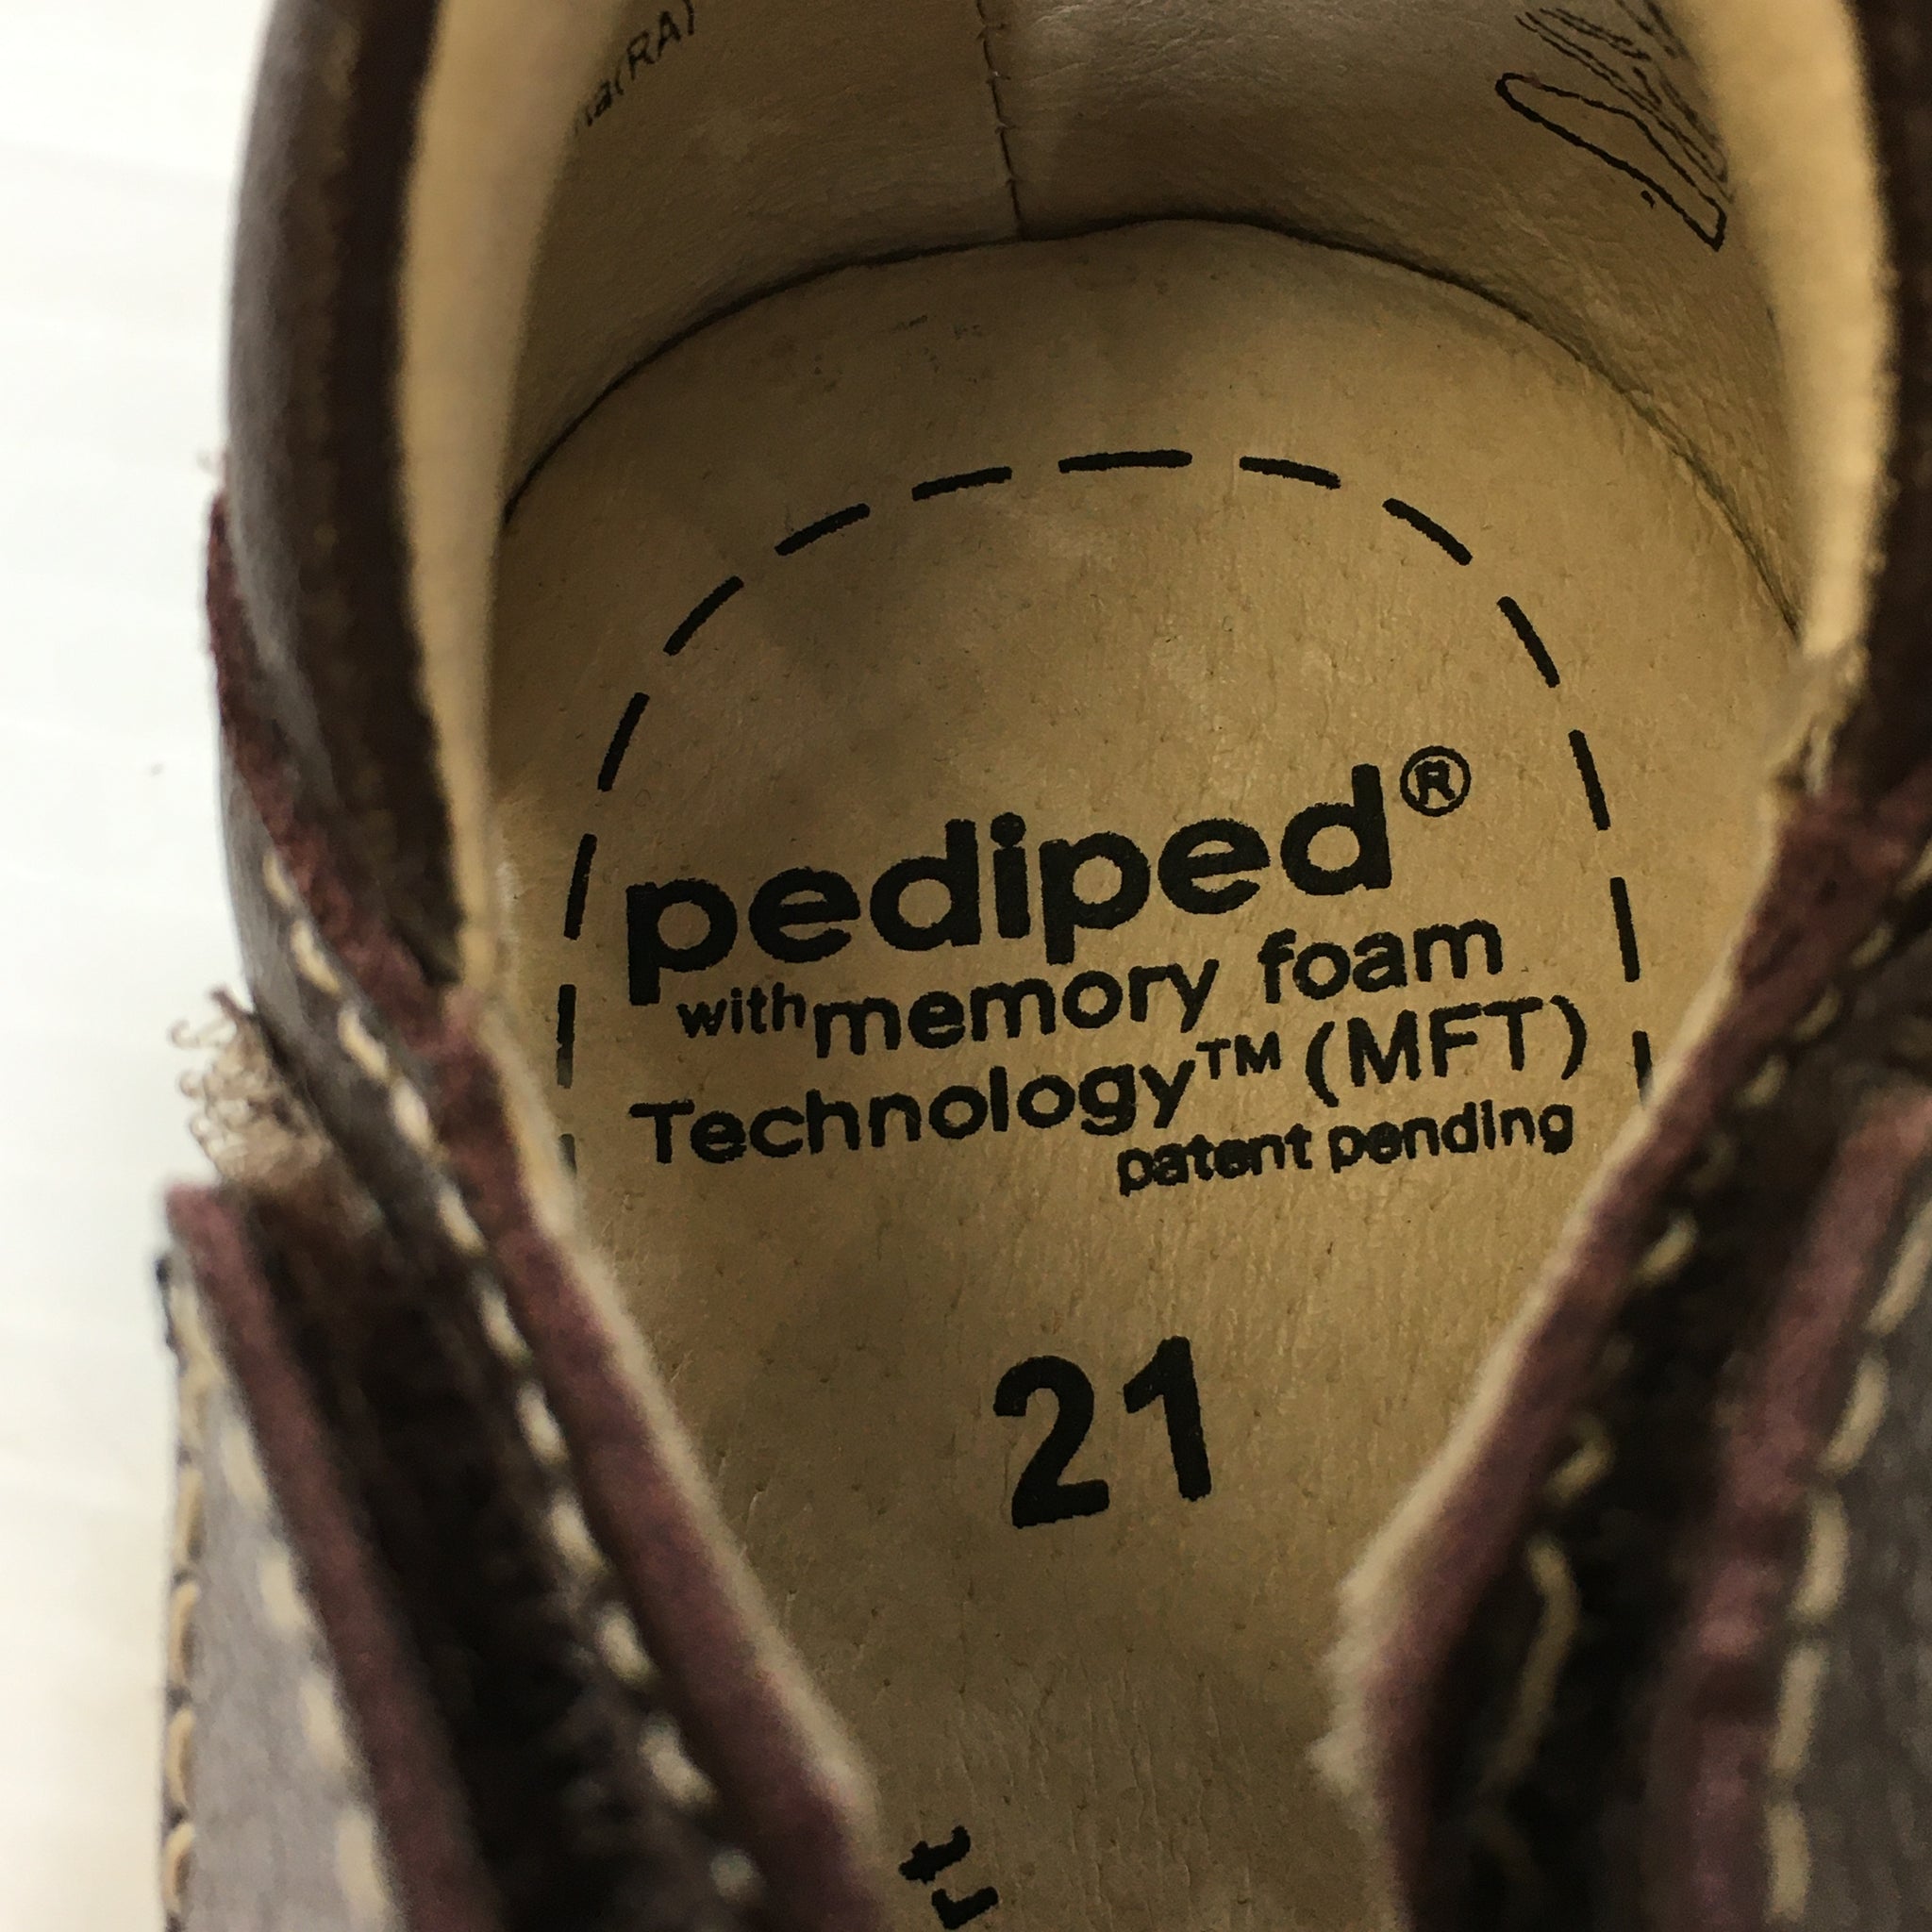 pediped®
with memory foam
Technology™ (MFT)
patent pending
21